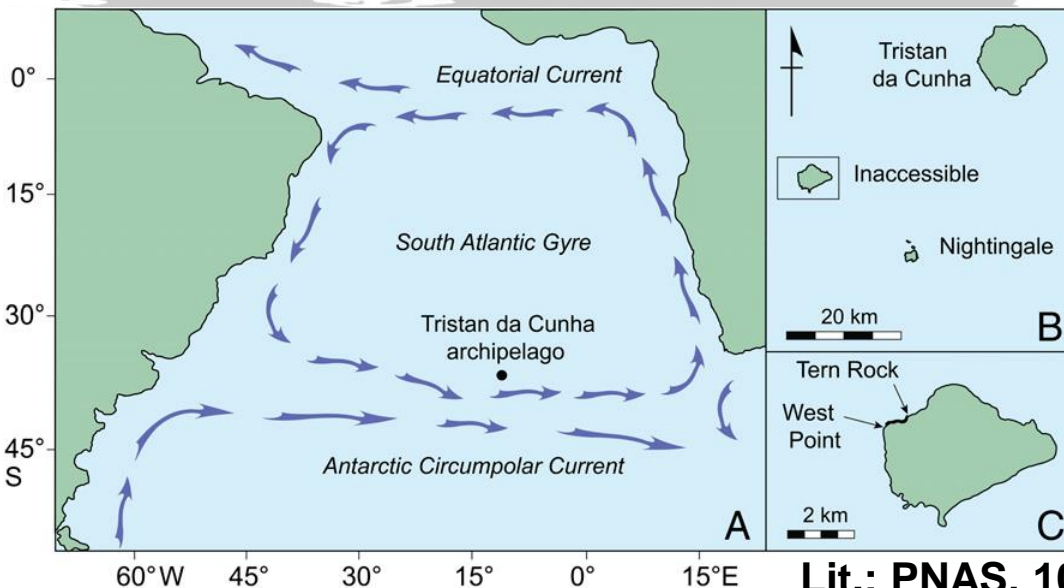 0°
15°
30°
45°
S
60° W
45°
30°
15°
0°
15°E
Equatorial Current
South Atlantic Gyre
Tristan da Cunha
archipelago
Antarctic Circumpolar Current
A
Tristan
da Cunha
Inaccessible
Nightingale
20 km
B
Tern Rock
West
Point
2 km
C
Lit.: PNAS, 10